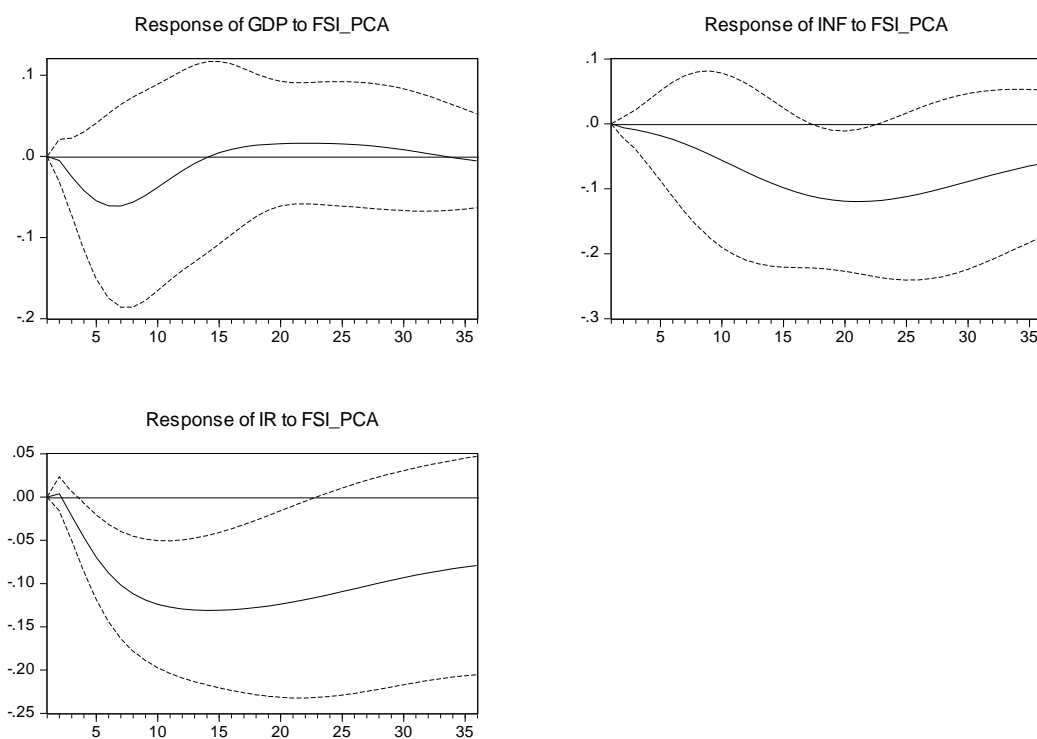 Response of GDP to FSI_PCA
.1
.0
-.1
-.2
5 10 15 20 25 30 35
Response of INF to FSI_PCA
.1
.0
-.1
-.2
-.3
5 10 15 20 25 30 35
Response of IR to FSI_PCA
.05
.00
-.05
-.10
-.15
-.20
-.25
5 10 15 20 25 30 35